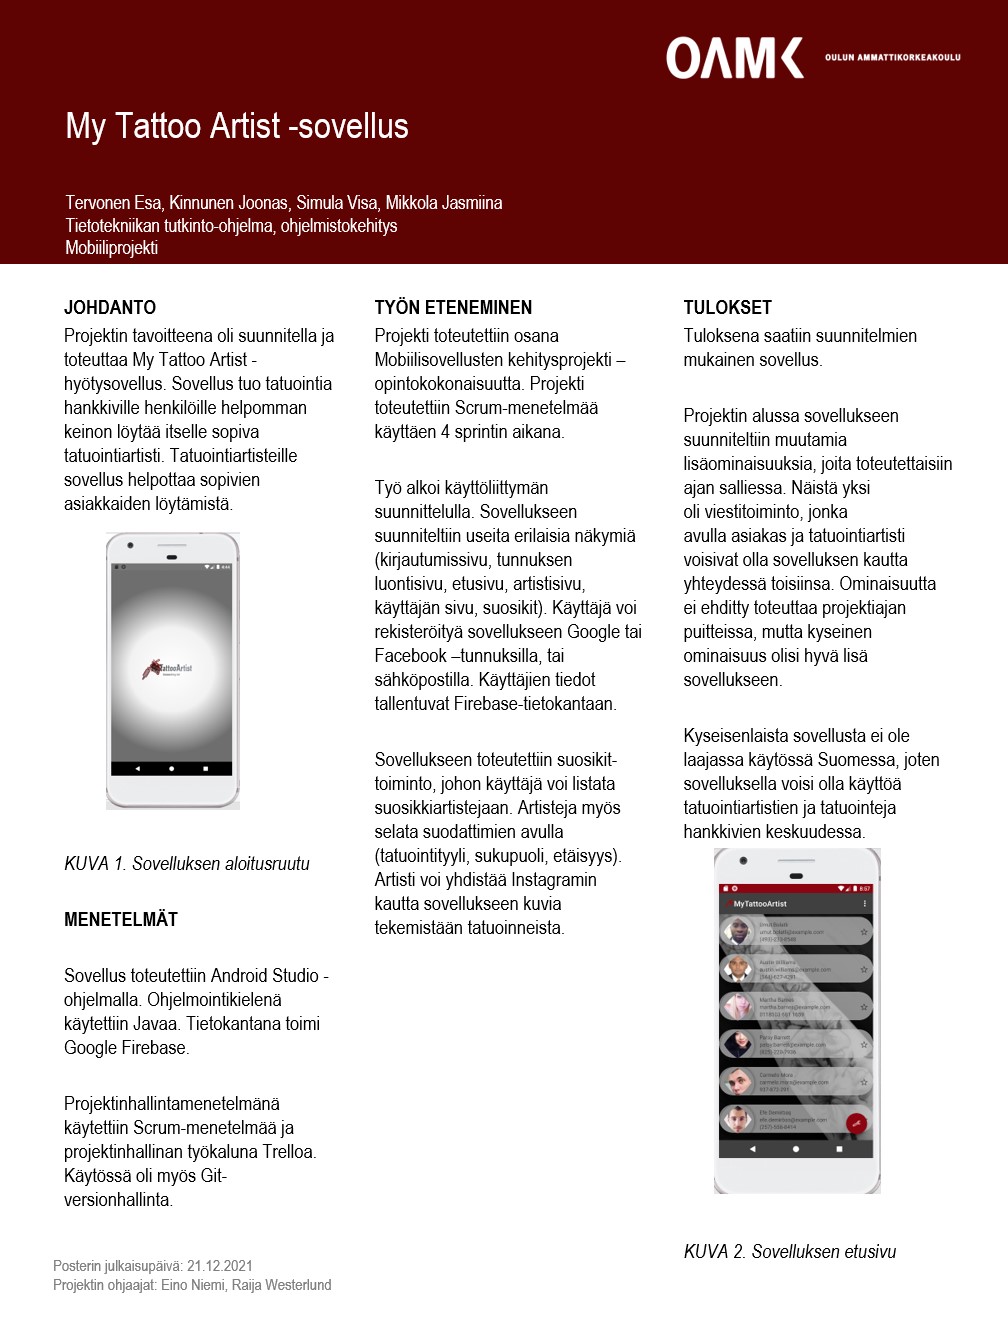 OAMK
OULUN AMMATTIKORKEAKOULU
My Tattoo Artist -sovellus
Tervonen Esa, Kinnunen Joonas, Simula Visa, Mikkola Jasmiina
Tietotekniikan tutkinto-ohjelma, ohjelmistokehitys
Mobiiliprojekti
JOHDANTO
Projektin tavoitteena oli suunnitella ja
toteuttaa My Tattoo Artist -
hyötysovellus. Sovellus tuo tatuointia
hankkiville henkilöille helpomman
keinon löytää itselle sopiva
tatuointiartisti. Tatuointiartisteille
sovellus helpottaa sopivien
asiakkaiden löytämistä.
TattooArtist
KUVA 1. Sovelluksen aloitusruutu
MENETELMÄT
Sovellus toteutettiin Android Studio -
ohjelmalla. Ohjelmointikielenä
käytettiin Javaa. Tietokantana toimi
Google Firebase.
Projektinhallintamenetelmänä
käytettiin Scrum-menetelmää ja
projektinhallinan työkaluna Trelloa.
Käytössä oli myös Git-
versionhallinta.
TYÖN ETENEMINEN
Projekti toteutettiin osana
Mobiilisovellusten kehitysprojekti –
opintokokonaisuutta. Projekti
toteutettiin Scrum-menetelmää
käyttäen 4 sprintin aikana.
Työ alkoi käyttöliittymän
suunnittelulla. Sovellukseen
suunniteltiin useita erilaisia näkymiä
(kirjautumissivu, tunnuksen
luontisivu, etusivu, artistisivu,
käyttäjän sivu, suosikit). Käyttäjä voi
rekisteröityä sovellukseen Google tai
Facebook –tunnuksilla, tai
sähköpostilla. Käyttäjien tiedot
tallentuvat Firebase-tietokantaan.
Sovellukseen toteutettiin suosikit-
toiminto, johon käyttäjä voi listata
suosikkiartistejaan. Artisteja myös
selata suodattimien avulla
(tatuointityyli, sukupuoli, etäisyys).
Artisti voi yhdistää Instagramin
kautta sovellukseen kuvia
tekemistään tatuoinneista.
TULOKSET
Tuloksena saatiin suunnitelmien
mukainen sovellus.
Projektin alussa sovellukseen
suunniteltiin muutamia
lisäominaisuuksia, joita toteutettaisiin
ajan salliessa. Näistä yksi
oli viestitoiminto, jonka
avulla asiakas ja tatuointiartisti
voisivat olla sovelluksen kautta
yhteydessä toisiinsa. Ominaisuutta
ei ehditty toteuttaa projektiajan
puitteissa, mutta kyseinen
ominaisuus olisi hyvä lisä
sovellukseen.
Kyseisenlaista sovellusta ei ole
laajassa käytössä Suomessa, joten
sovelluksella voisi olla käyttöä
tatuointiartistien ja tatuointeja
hankkivien keskuudessa.
8:57
MyTattooArtist
Austin Williams
Martha Barnes
Patsy Barrett
Carmelo Mora
Efe Demirbay
KUVA 2. Sovelluksen etusivu
Posterin julkaisupäivä: 21.12.2021
Projektin ohjaajat: Eino Niemi, Raija Westerlund